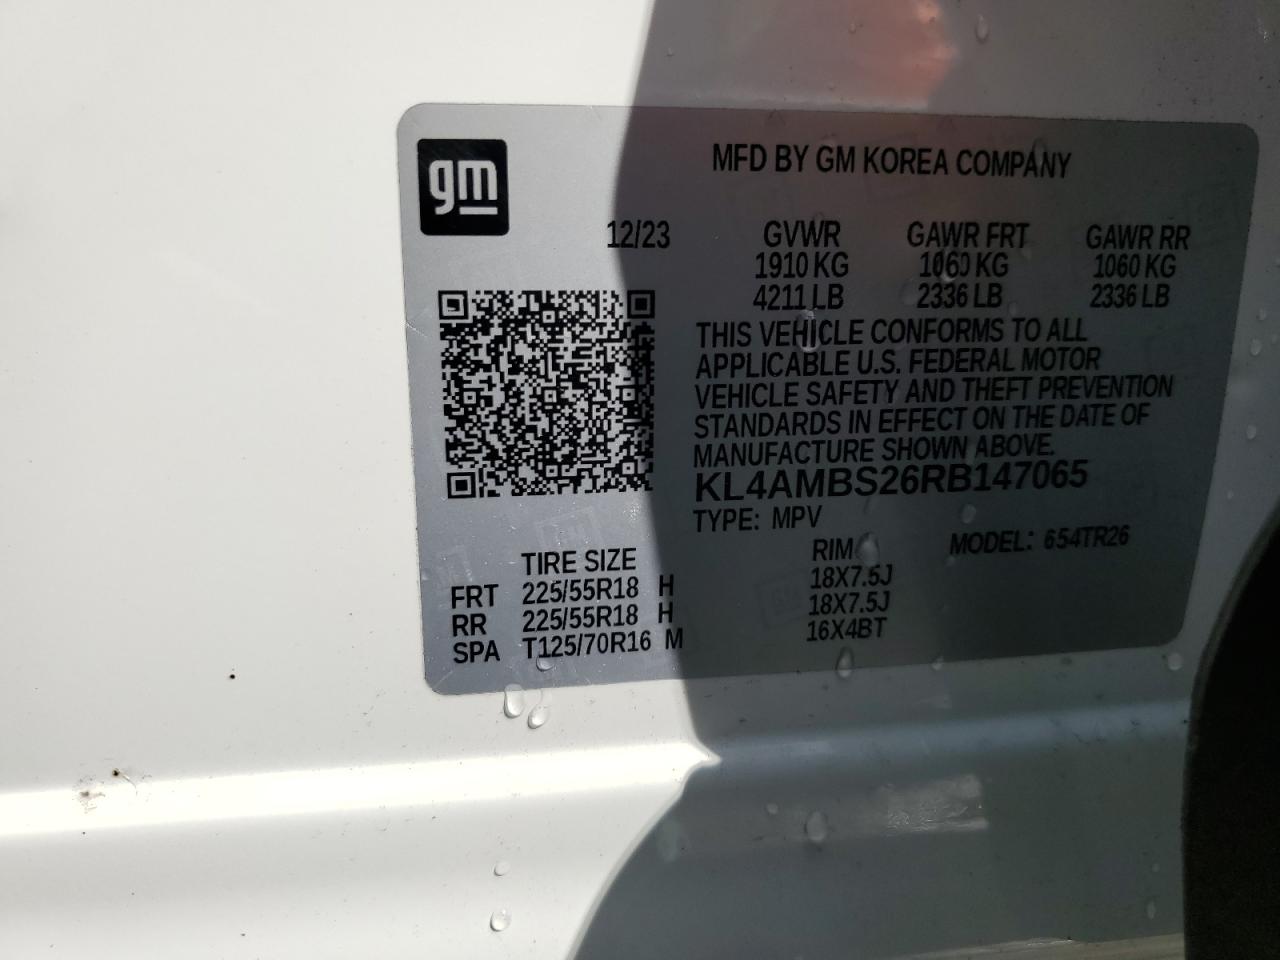 gm
MFD BY GM KOREA COMPANY
12/23 GVWR GAWR FRT GAWR RR
1910 KG 1060 KG 1060 KG
4211 LB 2336 LB 2336 LB
THIS VEHICLE CONFORMS TO ALL
APPLICABLE U.S. FEDERAL MOTOR
VEHICLE SAFETY AND THEFT PREVENTION
STANDARDS IN EFFECT ON THE DATE OF
MANUFACTURE SHOWN ABOVE.
KL4AMBS26RB147065
TYPE: MPV
MODEL: 654TR26
TIRE SIZE RIM
FRT 225/55R18 H 18X7.5J
RR 225/55R18 H 18X7.5J
SPA T125/70R16 M 16X4BT